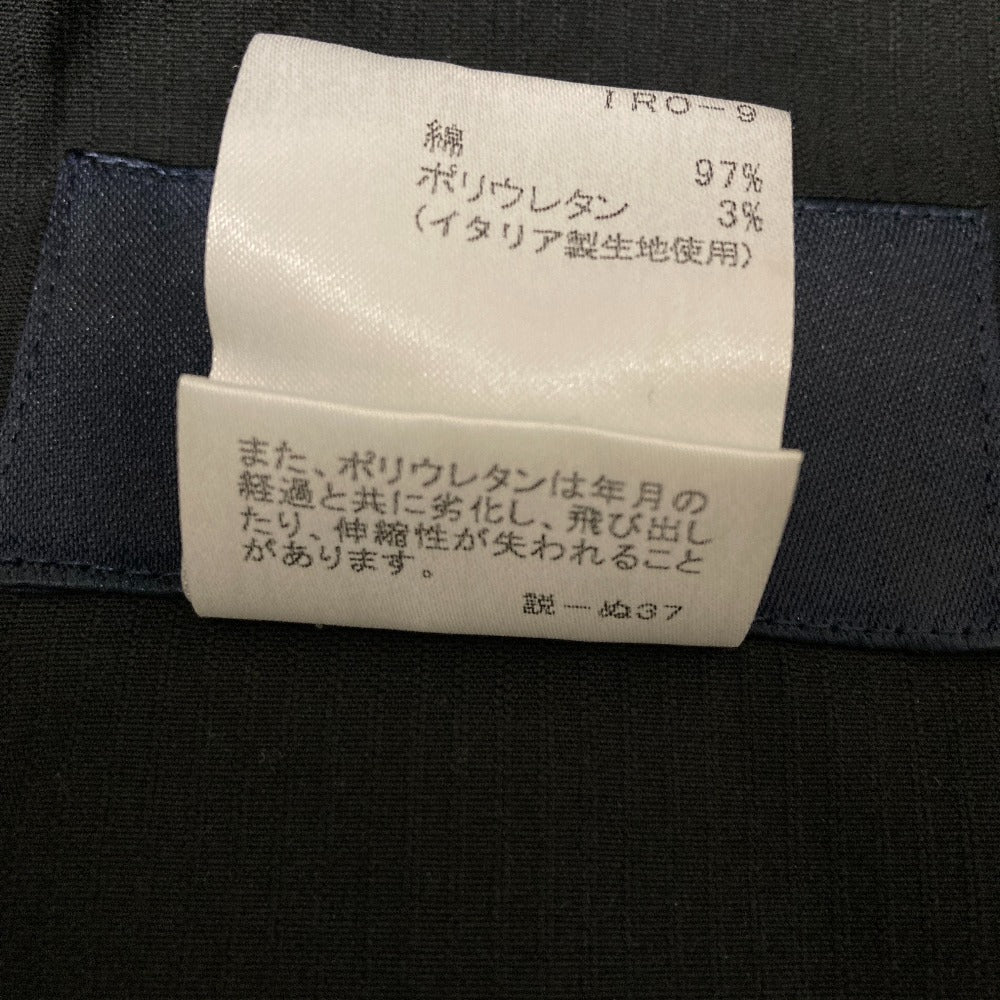 IRO-9
綿 97%
ポリウレタン 3%
(イタリア製生地使用)
また、ポリウレタンは年月の
経過と共に劣化し、飛び出し
たり、伸縮性が失われること
があります。
説ーぬ37